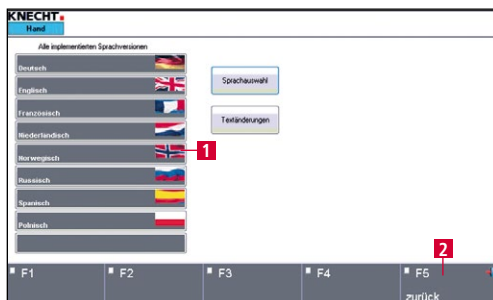 KNECHT
Hand
Alle implementierten Sprachversionen
Deutsch
Englisch
Französisch
Niederländisch
Norwegisch
Russisch
Spanisch
Polnisch
Sprachauswahl
Textänderungen
1
2
F1
F2
F3
F4
F5
zurück